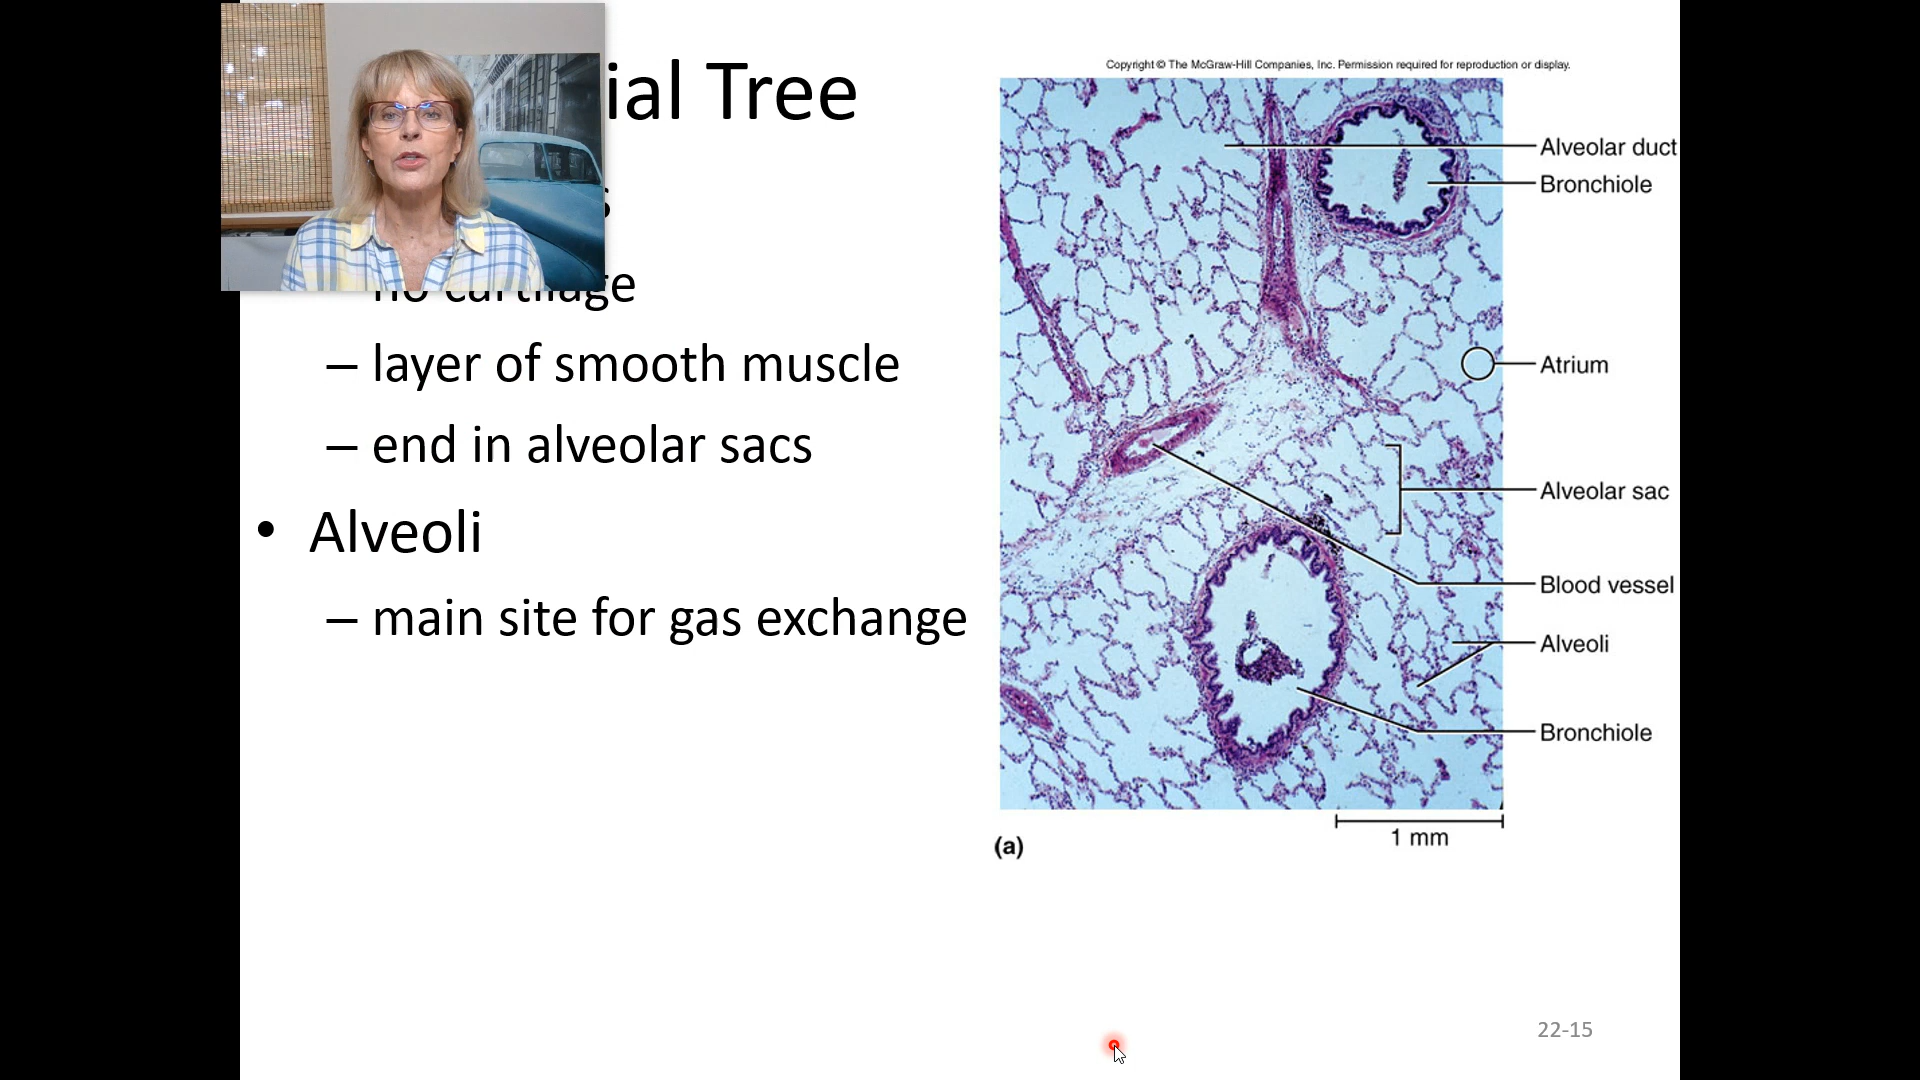 ial Tree
no cartilage
– layer of smooth muscle
– end in alveolar sacs
• Alveoli
– main site for gas exchange
Copyright © The McGraw-Hill Companies, Inc. Permission required for reproduction or display.
Alveolar duct
Bronchiole
Atrium
Alveolar sac
Blood vessel
Alveoli
Bronchiole
1 mm
(a)
22-15